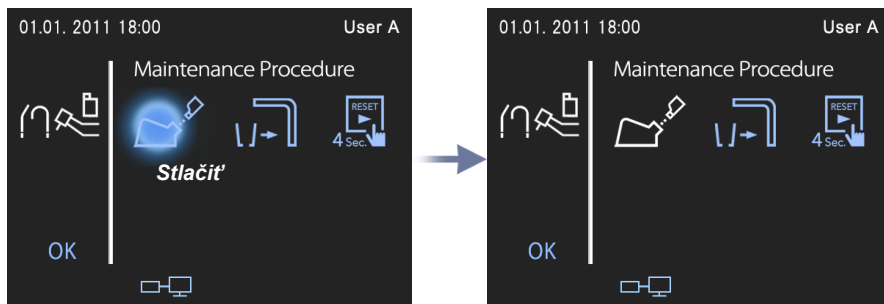 01.01. 2011 18:00 User A
Maintenance Procedure
RESET
4 Sec.
Stlačiť
OK
01.01. 2011 18:00 User A
Maintenance Procedure
RESET
4 Sec.
OK